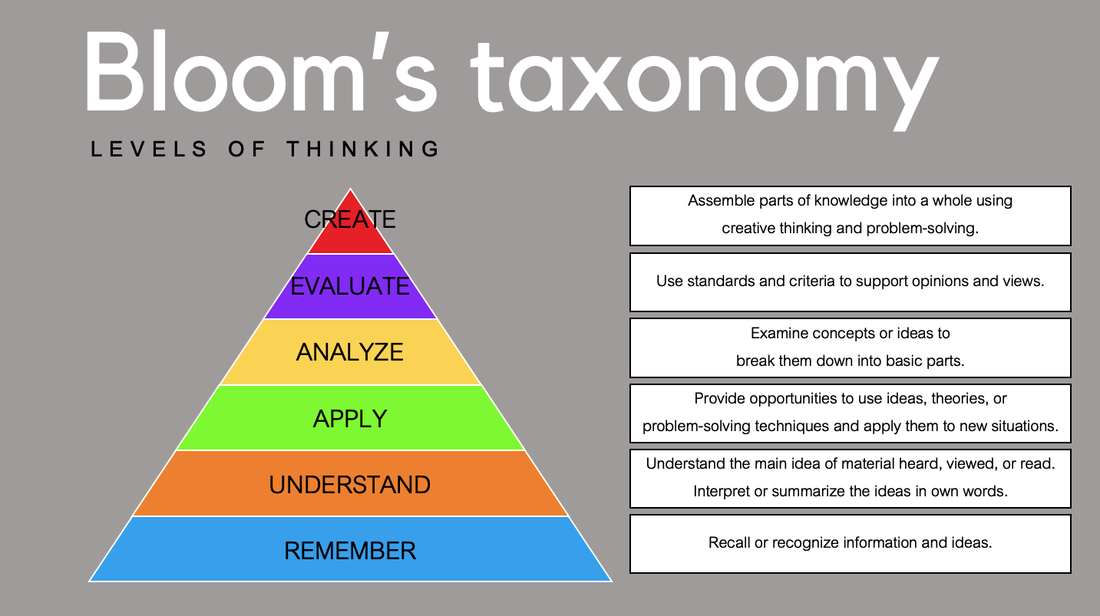 Bloom's taxonomy
LEVELS OF THINKING
CREATE
Assemble parts of knowledge into a whole using
creative thinking and problem-solving.
EVALUATE
Use standards and criteria to support opinions and views.
ANALYZE
Examine concepts or ideas to
break them down into basic parts.
APPLY
Provide opportunities to use ideas, theories, or
problem-solving techniques and apply them to new situations.
UNDERSTAND
Understand the main idea of material heard, viewed, or read.
Interpret or summarize the ideas in own words.
REMEMBER
Recall or recognize information and ideas.